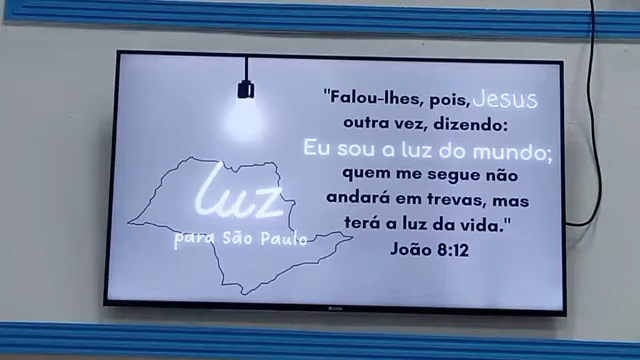 "Falou-lhes, pois, Jesus
outra vez, dizendo:
Eu sou a luz do mundo;
quem me segue não
andará em trevas, mas
terá a luz da vida."
João 8:12
luz
para São Paulo